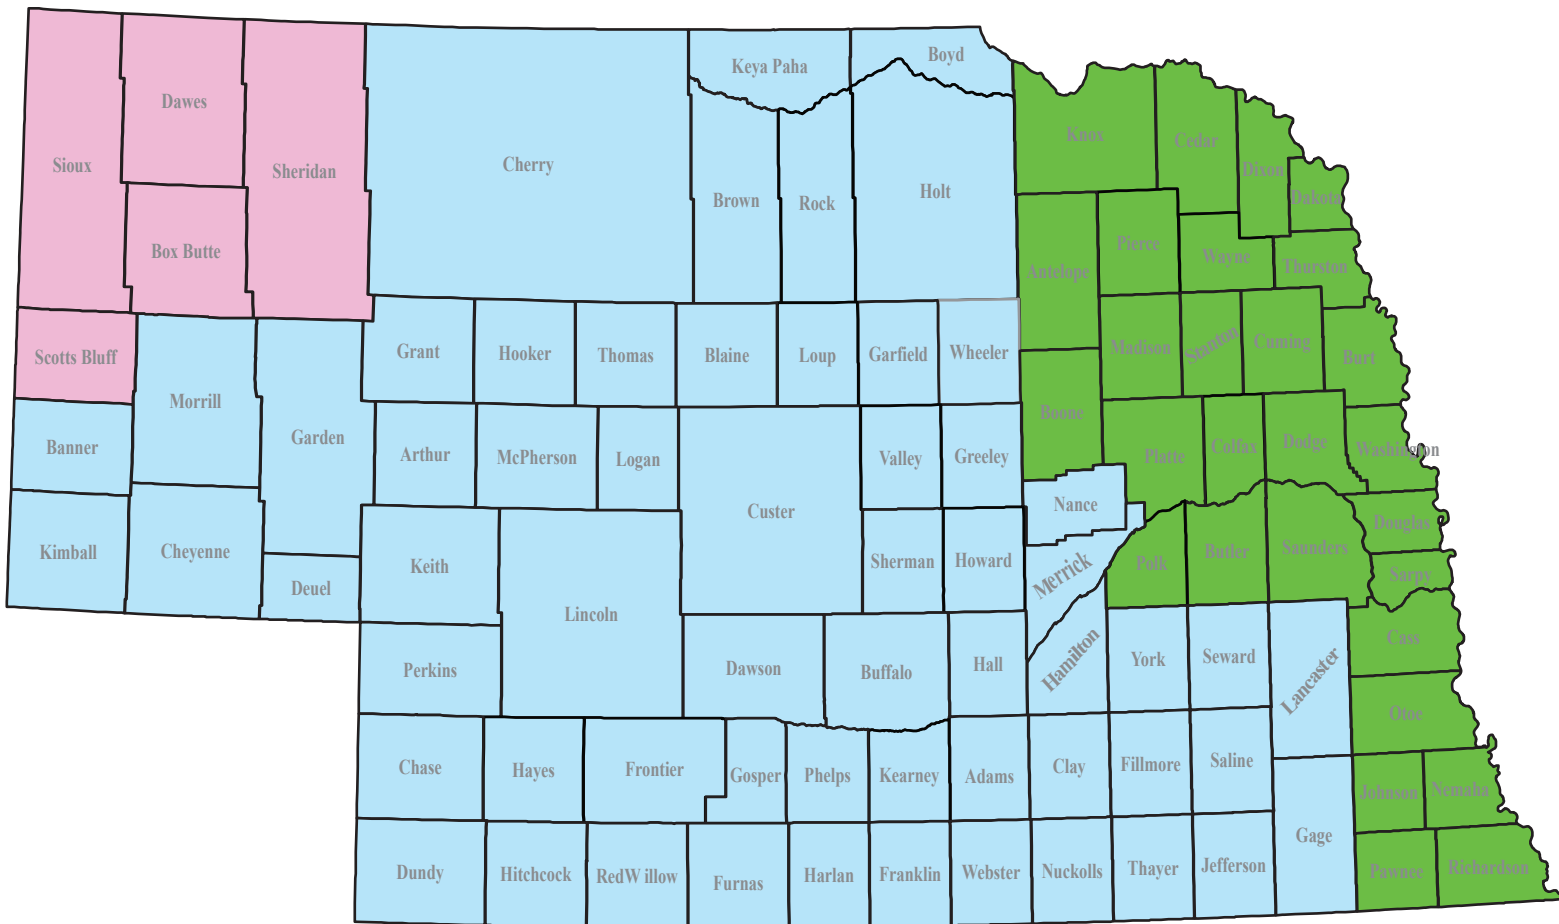 Keya Paha
Boyd
Dawes
Knox
Cedar
Sioux
Sheridan
Cherry
Dixon
Brown
Rock
Holt
Dakota
Box Butte
Antelope
Pierce
Wayne
Thurston
Scotts Bluff
Grant
Hooker
Thomas
Blaine
Loup
Garfield
Wheeler
Madison
Stanton
Cuming
Burt
Morrill
Boone
Banner
Garden
Arthur
McPherson
Logan
Valley
Greeley
Platte
Colfax
Dodge
Washington
Custer
Nance
Kimball
Cheyenne
Deuel
Keith
Sherman
Howard
Merrick
Polk
Butler
Saunders
Douglas
Sarpy
Lincoln
Perkins
Dawson
Buffalo
Hall
Hamilton
York
Seward
Lancaster
Cass
Otoe
Chase
Hayes
Frontier
Gosper
Phelps
Kearney
Adams
Clay
Fillmore
Saline
Johnson
Nemaha
Dundy
Hitchcock
RedW illow
Furnas
Harlan
Franklin
Webster
Nuckolls
Thayer
Jefferson
Gage
Pawnee
Richardson